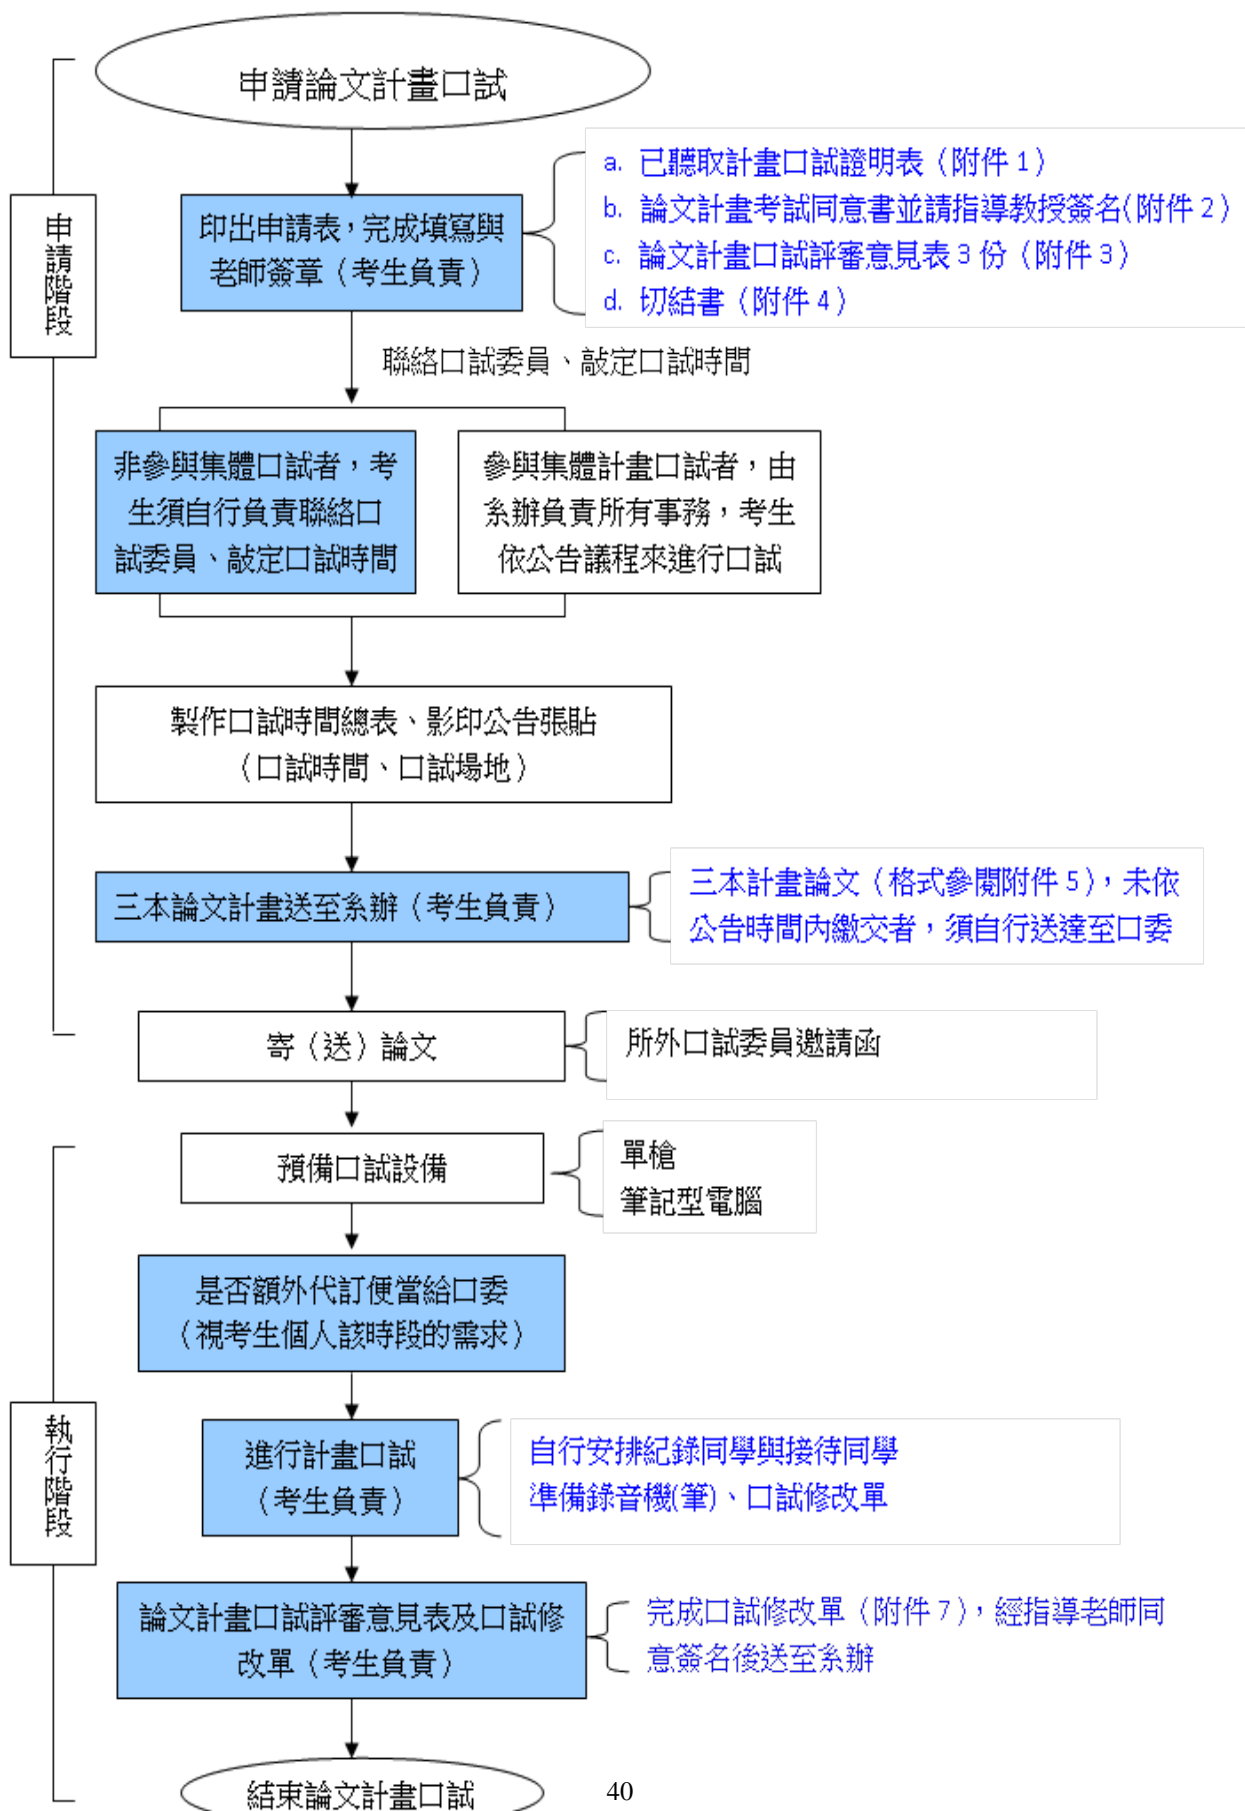 申請論文計畫口試
申請階段
印出申請表，完成填寫與
老師簽章（考生負責）
a. 已聽取計畫口試證明表（附件 1）
b. 論文計畫考試同意書並請指導教授簽名(附件 2)
c. 論文計畫口試評審意見表 3 份（附件 3）
d. 切結書（附件 4）
聯絡口試委員、敲定口試時間
非參與集體口試者，考
生須自行負責聯絡口
試委員、敲定口試時間
參與集體計畫口試者，由
系辦負責所有事務，考生
依公告議程來進行口試
製作口試時間總表、影印公告張貼
（口試時間、口試場地）
三本論文計畫送至系辦（考生負責）
三本計畫論文（格式參閱附件 5），未依
公告時間內繳交者，須自行送達至口委
寄（送）論文
所外口試委員邀請函
預備口試設備
單槍
筆記型電腦
是否額外代訂便當給口委
（視考生個人該時段的需求）
執行階段
進行計畫口試
（考生負責）
自行安排紀錄同學與接待同學
準備錄音機(筆)、口試修改單
論文計畫口試評審意見表及口試修
改單（考生負責）
完成口試修改單（附件 7），經指導老師同
意簽名後送至系辦
結束論文計畫口試
40